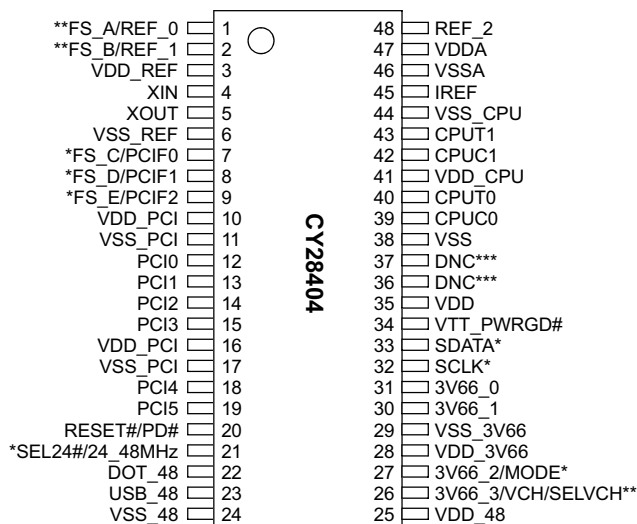 **FS_A/REF_0 1 48 REF_2
**FS_B/REF_1 2 47 VDDA
VDD_REF 3 46 VSSA
XIN 4 45 IREF
XOUT 5 44 VSS_CPU
VSS_REF 6 43 CPUT1
*FS_C/PCIF0 7 42 CPUC1
*FS_D/PCIF1 8 41 VDD_CPU
*FS_E/PCIF2 9 40 CPUT0
VDD_PCI 10 39 CPUC0
VSS_PCI 11 38 VSS
PCI0 12 37 DNC***
PCI1 13 36 DNC***
PCI2 14 35 VDD
PCI3 15 34 VTT_PWRGD#
VDD_PCI 16 33 SDATA*
VSS_PCI 17 32 SCLK*
PCI4 18 31 3V66_0
PCI5 19 30 3V66_1
RESET#/PD# 20 29 VSS_3V66
*SEL24#/24_48MHz 21 28 VDD_3V66
DOT_48 22 27 3V66_2/MODE*
USB_48 23 26 3V66_3/VCH/SELVCH**
VSS_48 24 25 VDD_48
CY28404